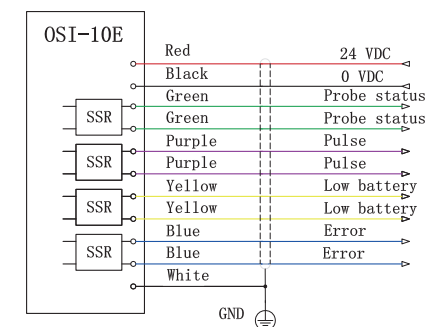 OSI-10E
Red 24 VDC
Black 0 VDC
Green Probe status
SSR
Green Probe status
Purple Pulse
SSR
Purple Pulse
Yellow Low battery
SSR
Yellow Low battery
Blue Error
SSR
Blue Error
White
GND